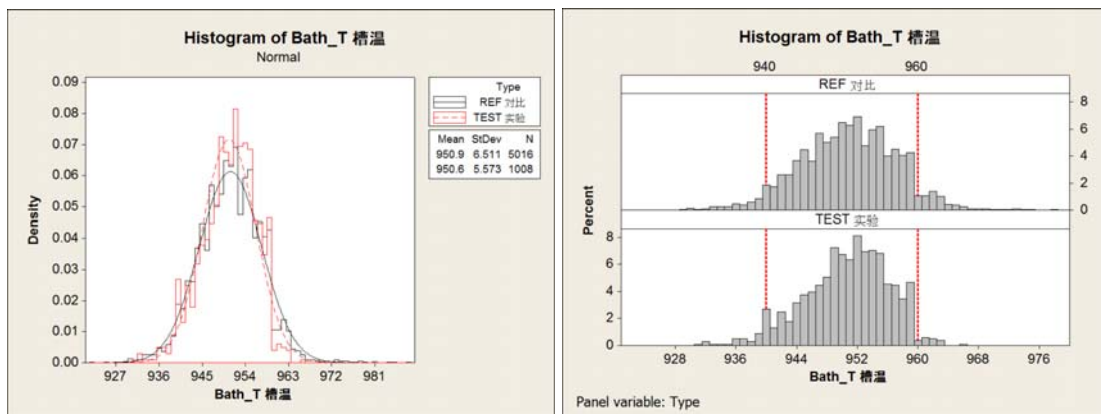 Histogram of Bath_T 槽温
Normal
0.09
0.08
0.07
0.06
0.05
0.04
0.03
0.02
0.01
0.00
Density
927 936 945 954 963 972 981
Bath_T 槽温
Type
REF 对比
TEST 实验
Mean StDev N
950.9 6.511 5016
950.6 5.573 1008
Histogram of Bath_T 槽温
940 960
REF 对比
8
6
4
2
0
TEST 实验
8
6
4
2
0
Percent
928 936 944 952 960 968 976
Bath_T 槽温
Panel variable: Type